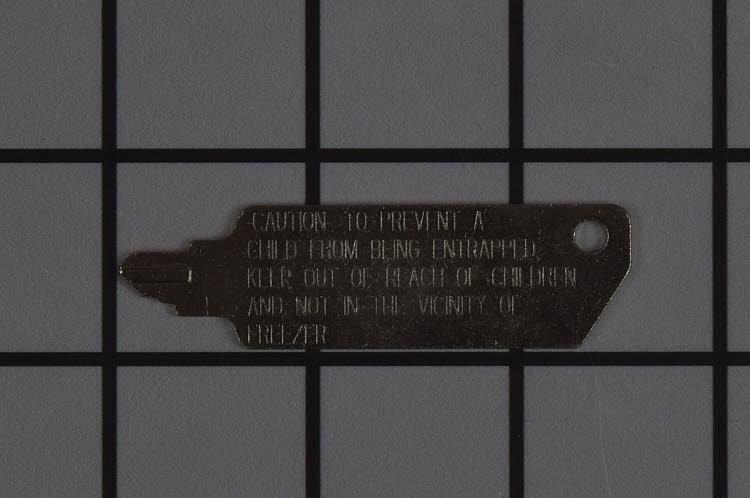 CAUTION TO PREVENT A
CHILD FROM BEING ENTRAPPED,
KEEP OUT OF REACH OF CHILDREN
AND NOT IN THE VICINITY OF
FREEZER